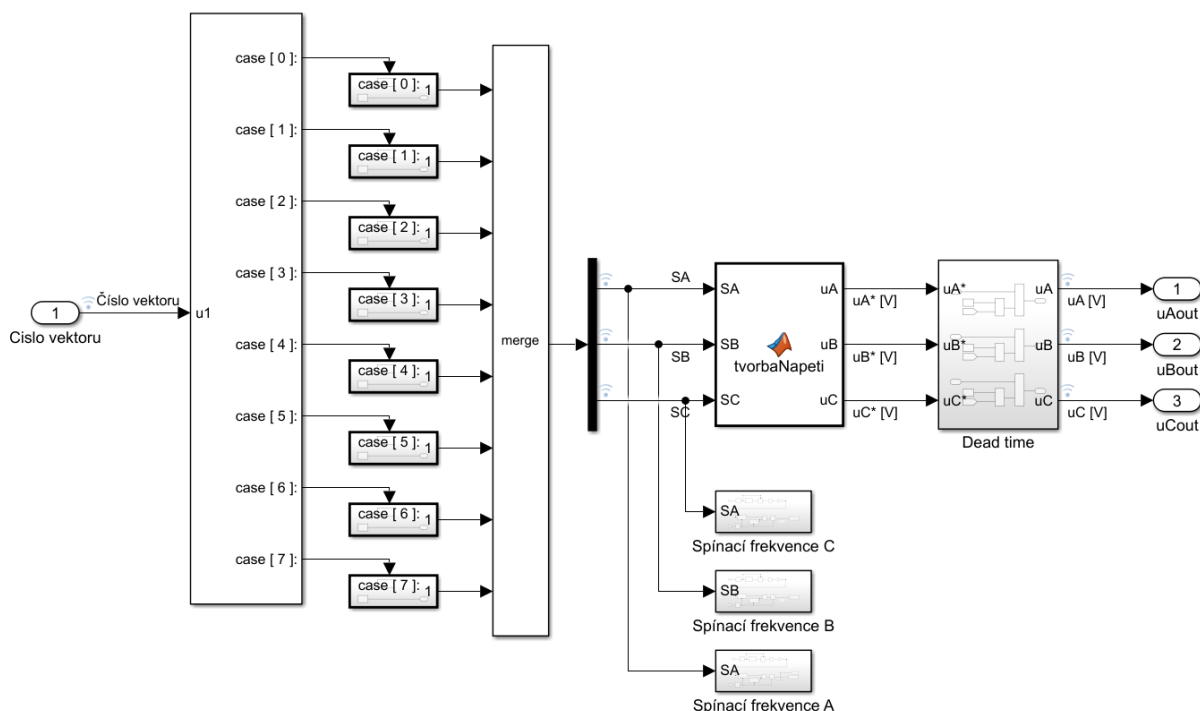 case [ 0 ]:
case [ 0 ]: 1
case [ 1 ]:
case [ 1 ]: 1
case [ 2 ]:
case [ 2 ]: 1
case [ 3 ]:
case [ 3 ]: 1
case [ 4 ]:
case [ 4 ]: 1
case [ 5 ]:
case [ 5 ]: 1
case [ 6 ]:
case [ 6 ]: 1
case [ 7 ]:
case [ 7 ]: 1
1
Cislo vektoru
Číslo vektoru
u1
merge
SA
SB
SC
SA
SB
SC
tvorbaNapeti
uA
uB
uC
uA* [V]
uB* [V]
uC* [V]
uA*
uB*
uC*
uA
uB
uC
Dead time
uA [V]
uB [V]
uC [V]
1
uAout
2
uBout
3
uCout
SA
Spínací frekvence C
SB
Spínací frekvence B
SA
Spínací frekvence A